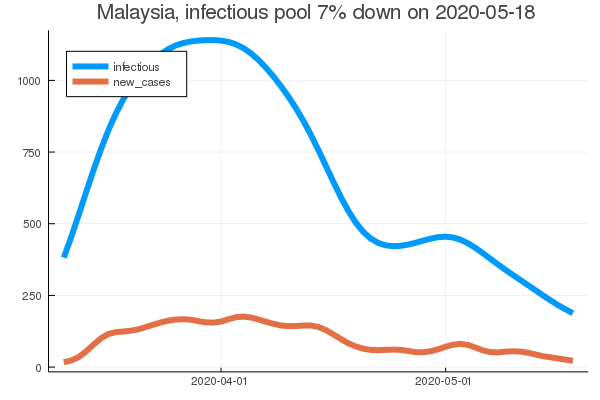 Malaysia, infectious pool 7% down on 2020-05-18
infectious
new_cases
1000
750
500
250
0
2020-04-01
2020-05-01